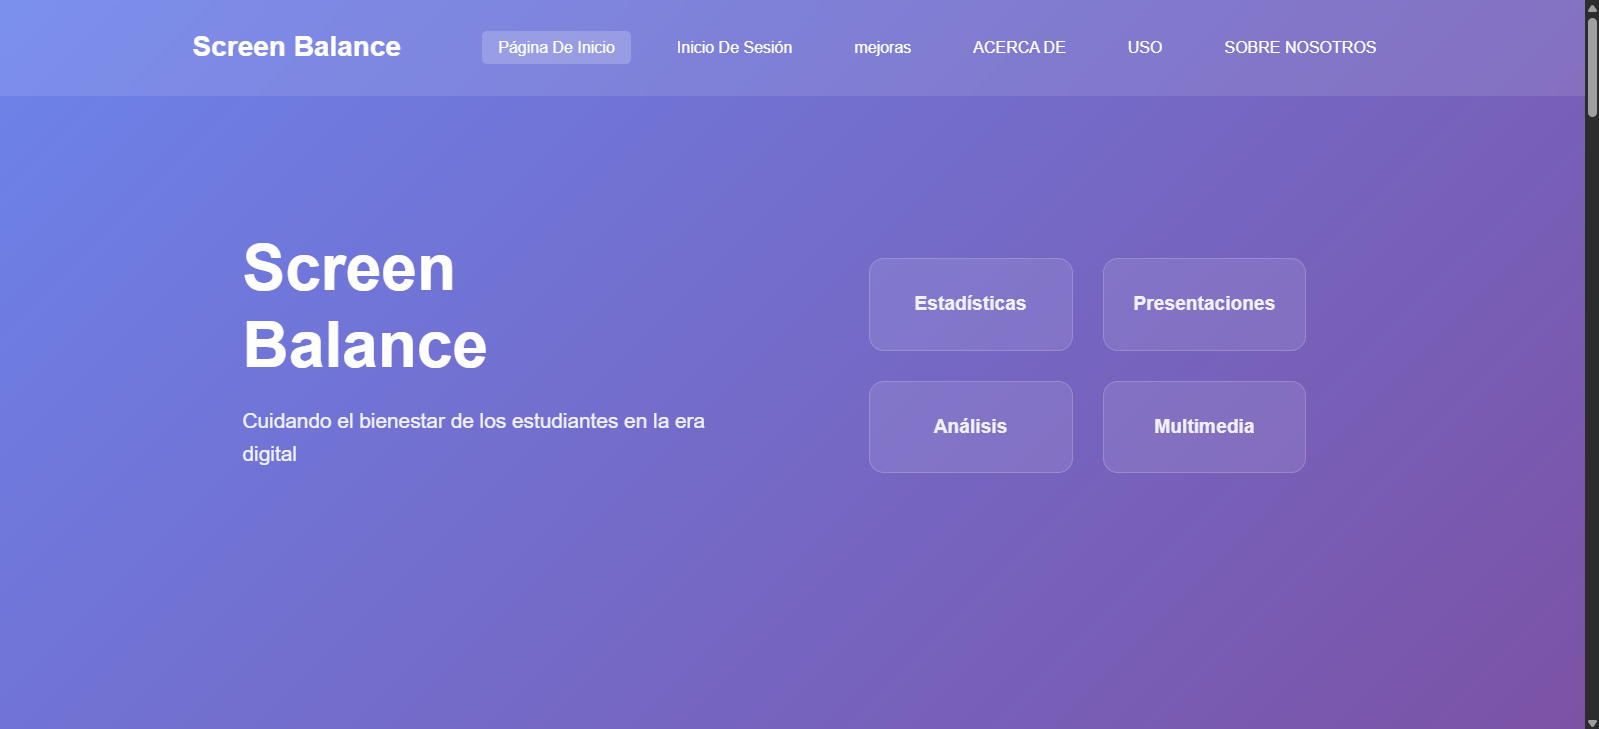 Screen Balance
Página De Inicio
Inicio De Sesión
mejoras
ACERCA DE
USO
SOBRE NOSOTROS
Screen
Balance
Cuidando el bienestar de los estudiantes en la era
digital
Estadísticas
Presentaciones
Análisis
Multimedia